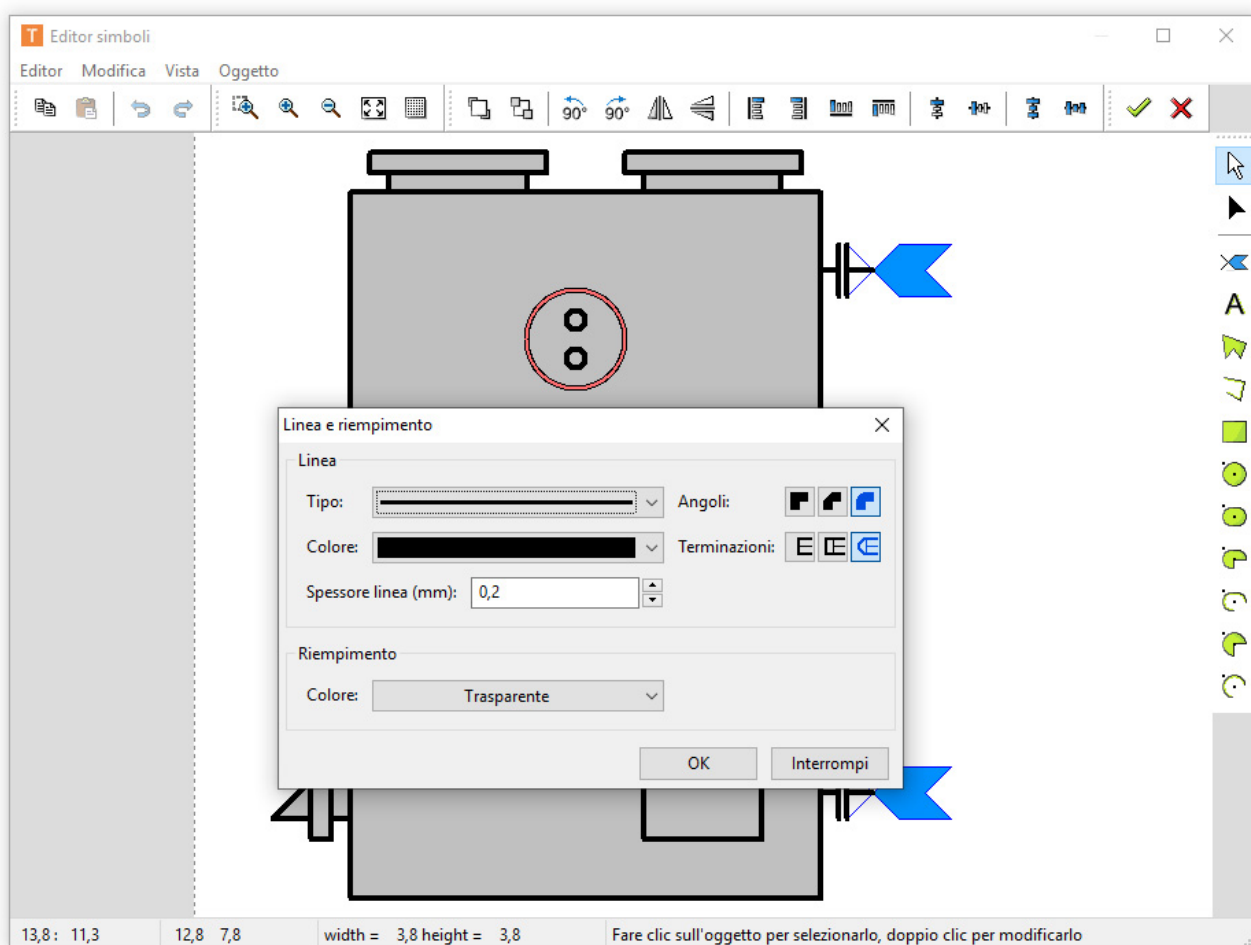 T Editor simboli
Editor Modifica Vista Oggetto
90° 90°
A
Linea e riempimento
Linea
Tipo: Angoli:
Colore: Terminazioni:
Spessore linea (mm): 0,2
Riempimento
Colore: Trasparente
OK Interrompi
13,8 : 11,3 12,8 7,8 width = 3,8 height = 3,8 Fare clic sull'oggetto per selezionarlo, doppio clic per modificarlo